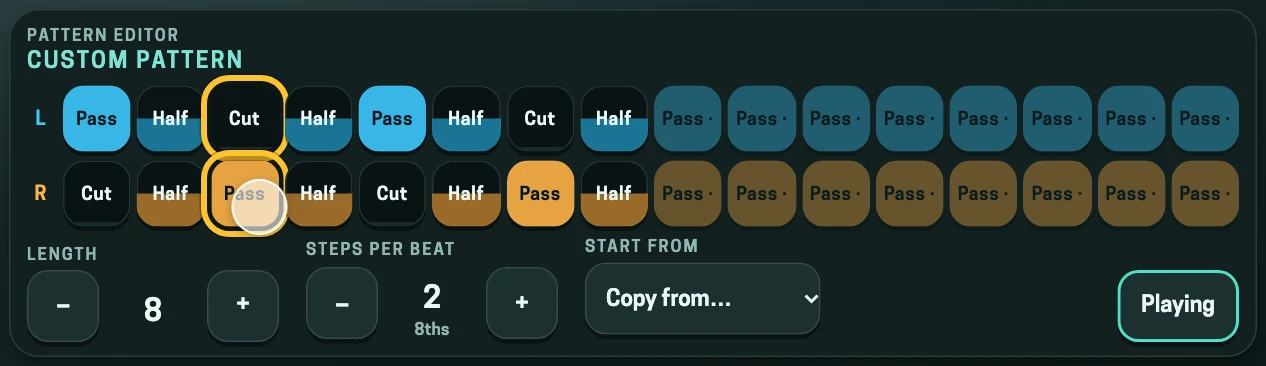 PATTERN EDITOR
CUSTOM PATTERN
L Pass Half Cut Half Pass Half Cut Half Pass · Pass · Pass · Pass · Pass · Pass · Pass · Pass ·
R Cut Half Pass Half Cut Half Pass Half Pass · Pass · Pass · Pass · Pass · Pass · Pass · Pass ·
LENGTH STEPS PER BEAT START FROM
− 8 + − 2 + Copy from... Playing
8ths